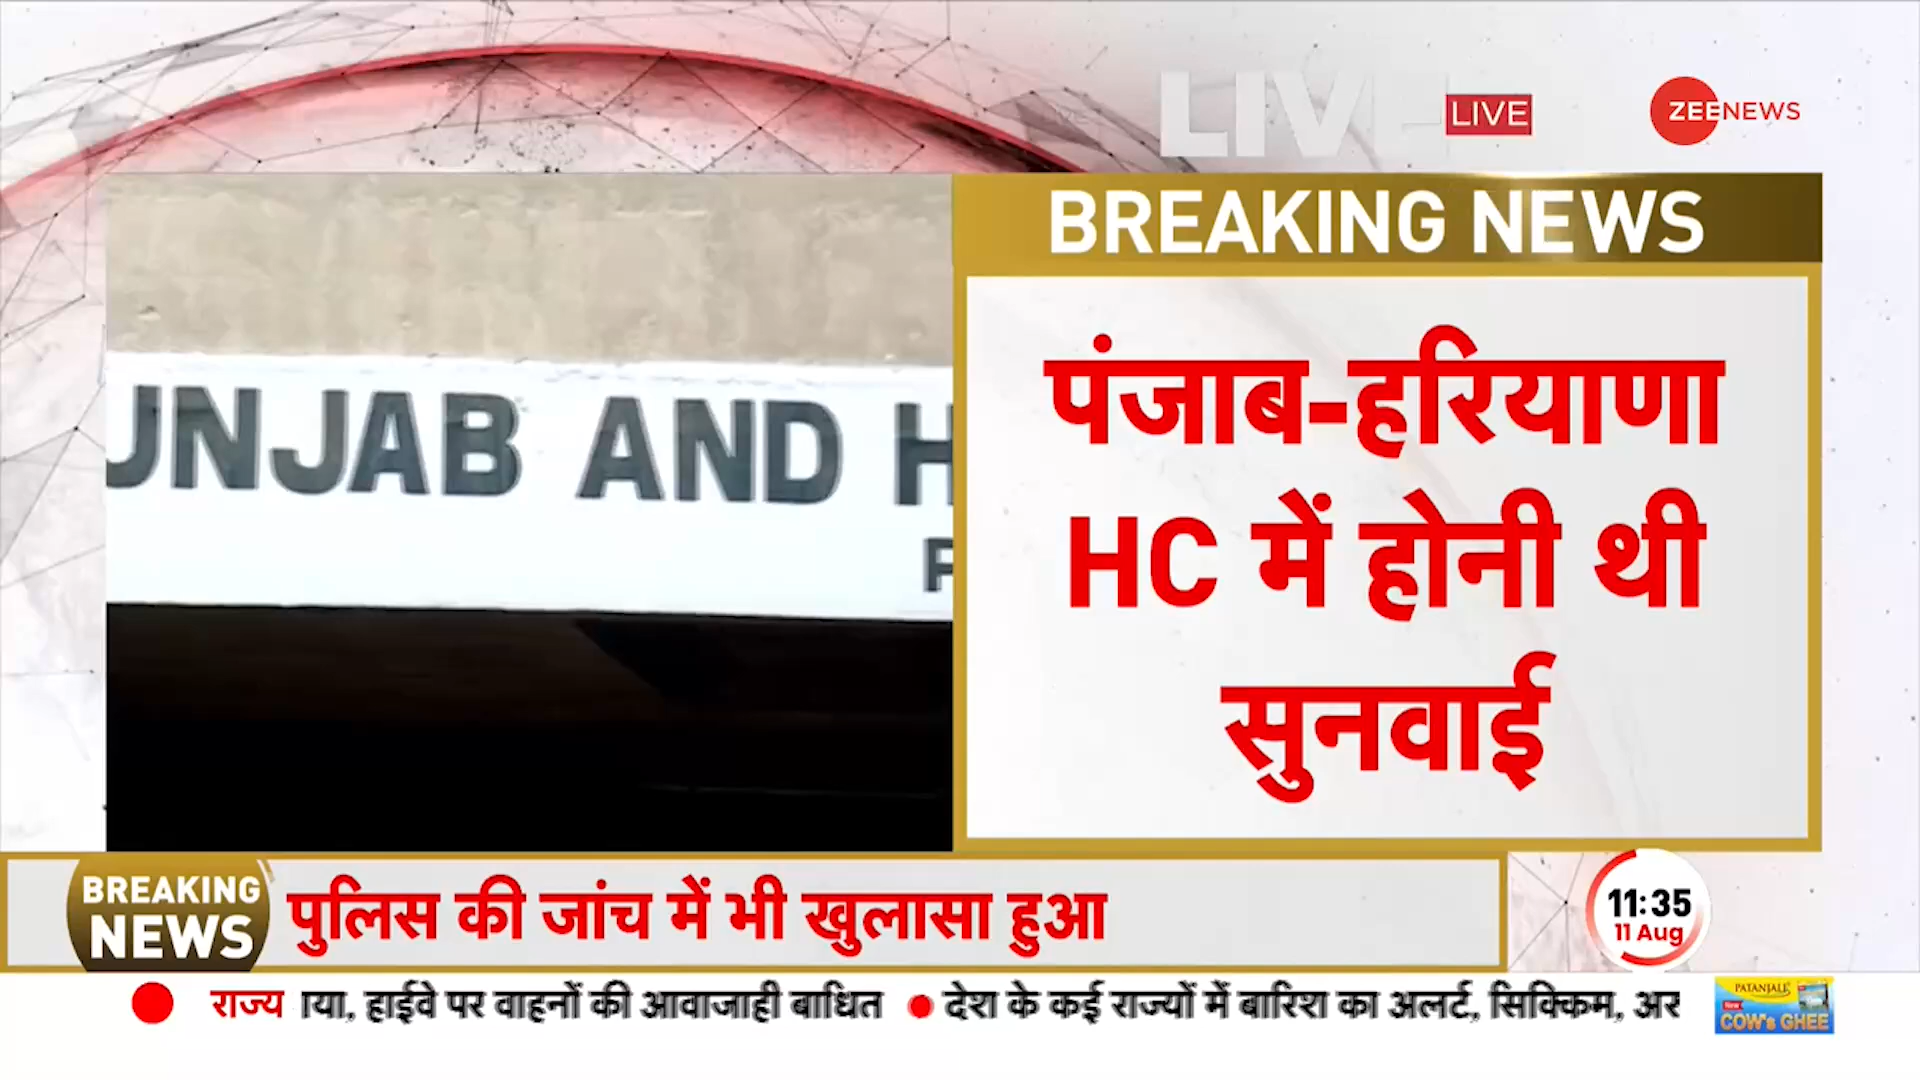 LIVE
ZEENEWS
BREAKING NEWS
पंजाब-हरियाणा
HC में होनी थी
सुनवाई
UNJAB AND H
BREAKING
NEWS
पुलिस की जांच में भी खुलासा हुआ
11:35
11 Aug
राज्य ाया, हाईवे पर वाहनों की आवाजाही बाधित
देश के कई राज्यों में बारिश का अलर्ट, सिक्किम, अर
PATANJALI
New
COW's GHEE